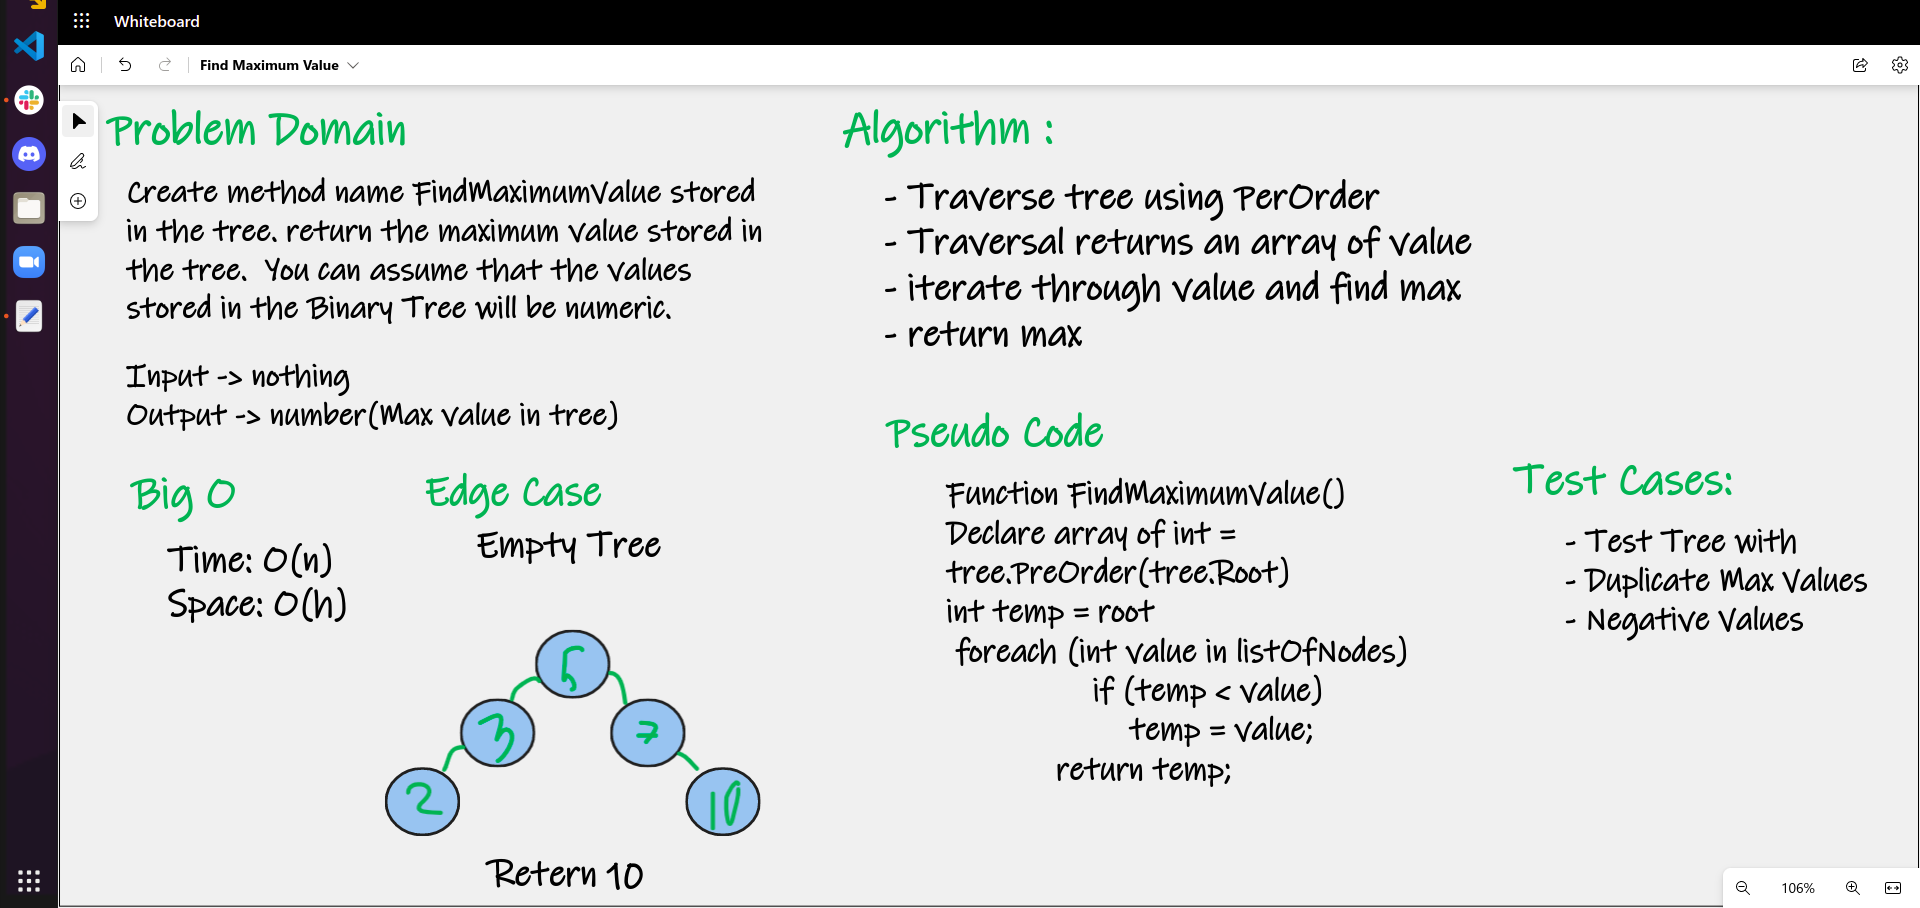 Whiteboard
Find Maximum Value
Problem Domain
Create method name FindMaximumValue stored
in the tree. return the maximum value stored in
the tree. You can assume that the values
stored in the Binary Tree will be numeric.
Input -> nothing
Output -> number(Max value in tree)
Big O
Time: O(n)
Space: O(h)
Edge Case
Empty Tree
5
3
7
2
10
Retern 10
Algorithm :
- Traverse tree using PerOrder
- Traversal returns an array of value
- iterate through value and find max
- return max
Pseudo Code
Function FindMaximumValue()
Declare array of int =
tree.PreOrder(tree.Root)
int temp = root
foreach (int value in listOfNodes)
if (temp < value)
temp = value;
return temp;
Test Cases:
- Test Tree with
- Duplicate Max Values
- Negative Values
106%